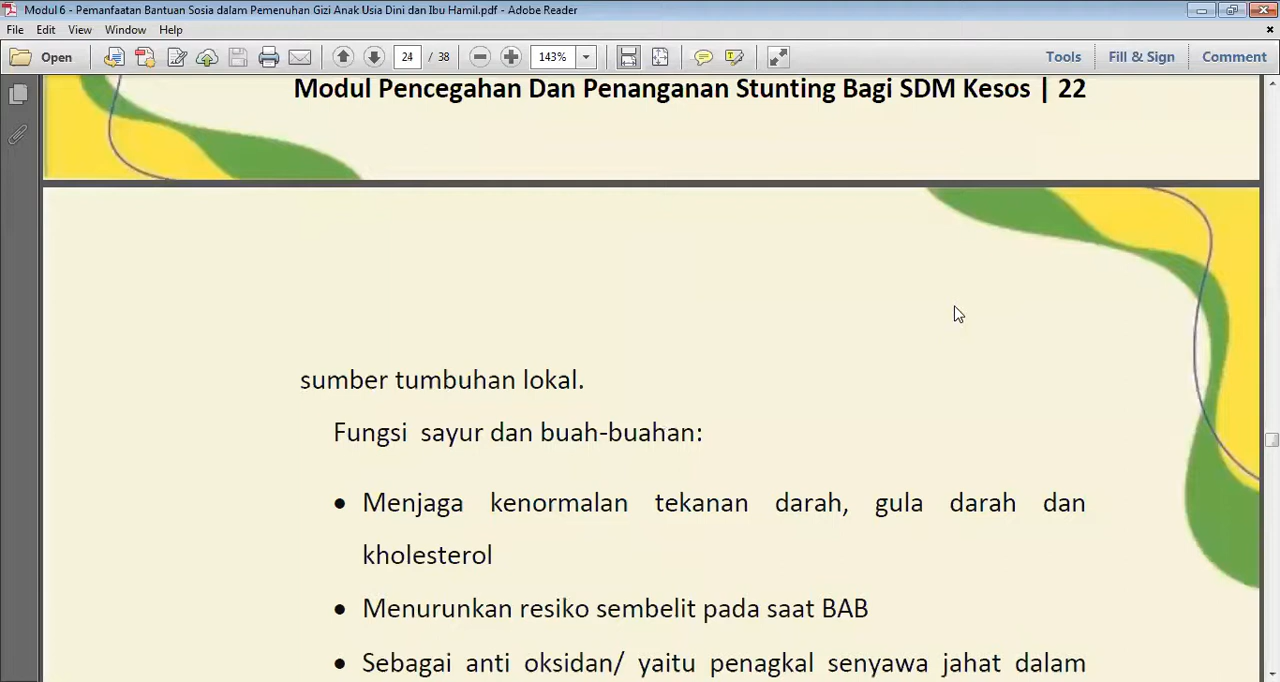 Modul 6 - Pemanfaatan Bantuan Sosia dalam Pemenuhan Gizi Anak Usia Dini dan Ibu Hamil.pdf - Adobe Reader
File Edit View Window Help
Open 24 / 38 143% Tools Fill & Sign Comment
Modul Pencegahan Dan Penanganan Stunting Bagi SDM Kesos | 22
sumber tumbuhan lokal.
Fungsi sayur dan buah-buahan:
• Menjaga kenormalan tekanan darah, gula darah dan
kholesterol
• Menurunkan resiko sembelit pada saat BAB
• Sebagai anti oksidan/ yaitu penagkal senyawa jahat dalam